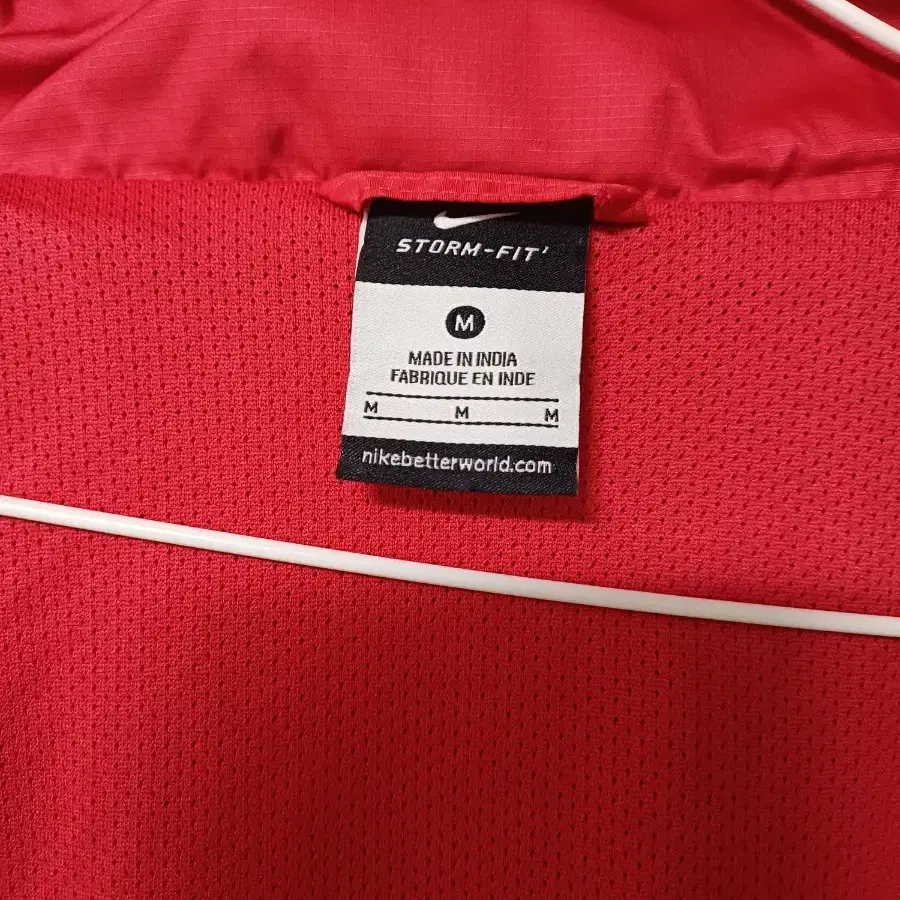 STORM-FIT
M
MADE IN INDIA
FABRIQUE EN INDE
M M M
nikebetterworld.com